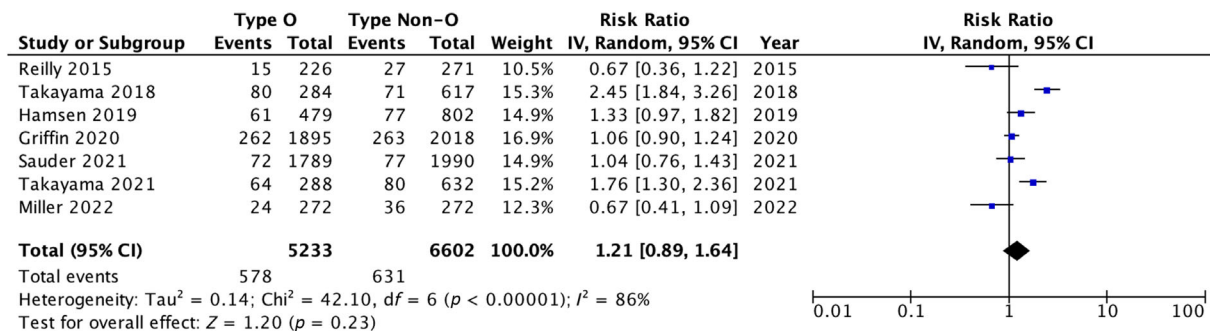 Type O Type Non-O Risk Ratio Risk Ratio
Study or Subgroup Events Total Events Total Weight IV, Random, 95% CI Year IV, Random, 95% CI
Reilly 2015 15 226 27 271 10.5% 0.67 [0.36, 1.22] 2015
Takayama 2018 80 284 71 617 15.3% 2.45 [1.84, 3.26] 2018
Hamsen 2019 61 479 77 802 14.9% 1.33 [0.97, 1.82] 2019
Griffin 2020 262 1895 263 2018 16.9% 1.06 [0.90, 1.24] 2020
Sauder 2021 72 1789 77 1990 14.9% 1.04 [0.76, 1.43] 2021
Takayama 2021 64 288 80 632 15.2% 1.76 [1.30, 2.36] 2021
Miller 2022 24 272 36 272 12.3% 0.67 [0.41, 1.09] 2022
Total (95% CI) 5233 6602 100.0% 1.21 [0.89, 1.64]
Total events 578 631
Heterogeneity: Tau² = 0.14; Chi² = 42.10, df = 6 (p < 0.00001); I² = 86%
Test for overall effect: Z = 1.20 (p = 0.23)
0.01 0.1 1 10 100